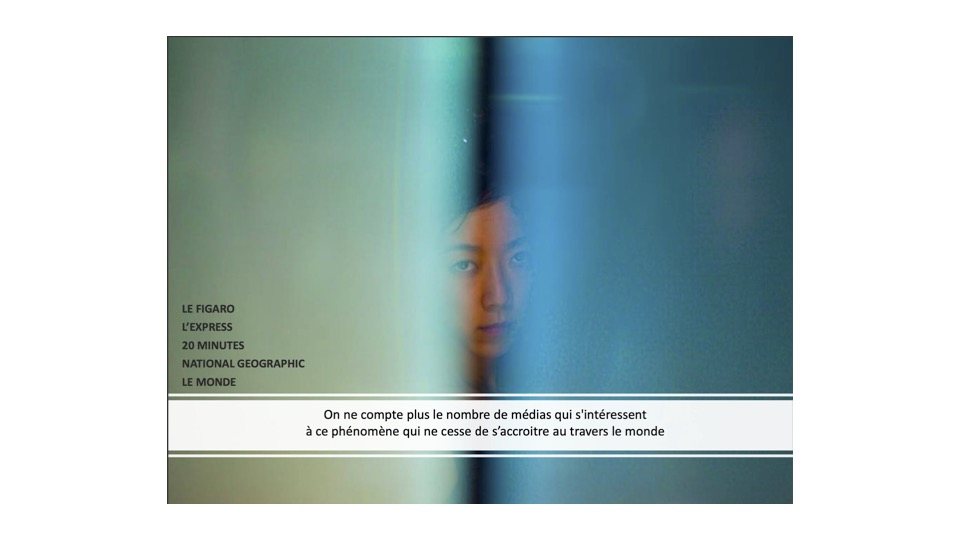 LE FIGARO
L’EXPRESS
20 MINUTES
NATIONAL GEOGRAPHIC
LE MONDE
On ne compte plus le nombre de médias qui s'intéressent
à ce phénomène qui ne cesse de s’accroitre au travers le monde